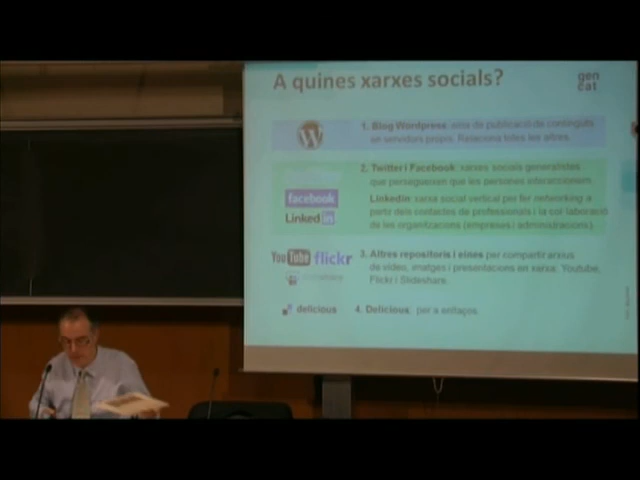 A quines xarxes socials?
gen
cat
W
1. Blog Wordpress: eina de publicació de continguts
en servidors propis. Relaciona totes les altres.
2. Twitter i Facebook: xarxes socials generalistes
que persegueixen que les persones interaccionem.
facebook
Linkedin: xarxa social vertical per fer networking a
Linked in
partir dels contactes de professionals i la col·laboració
de les organitzacions (empreses i administracions).
YouTube flickr
3. Altres repositoris i eines per compartir arxius
de vídeo, imatges i presentacions en xarxa: Youtube,
Flickr i Slideshare.
delicious
4. Delicious: per a enllaços.